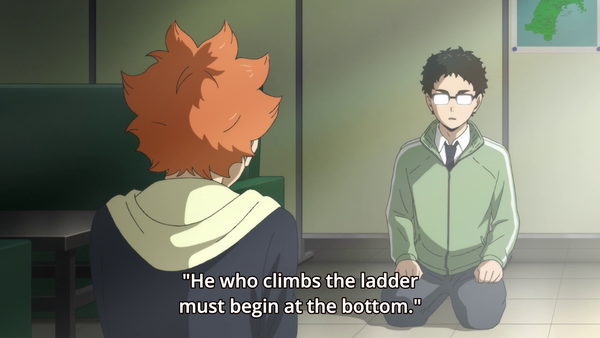 "He who climbs the ladder
must begin at the bottom."